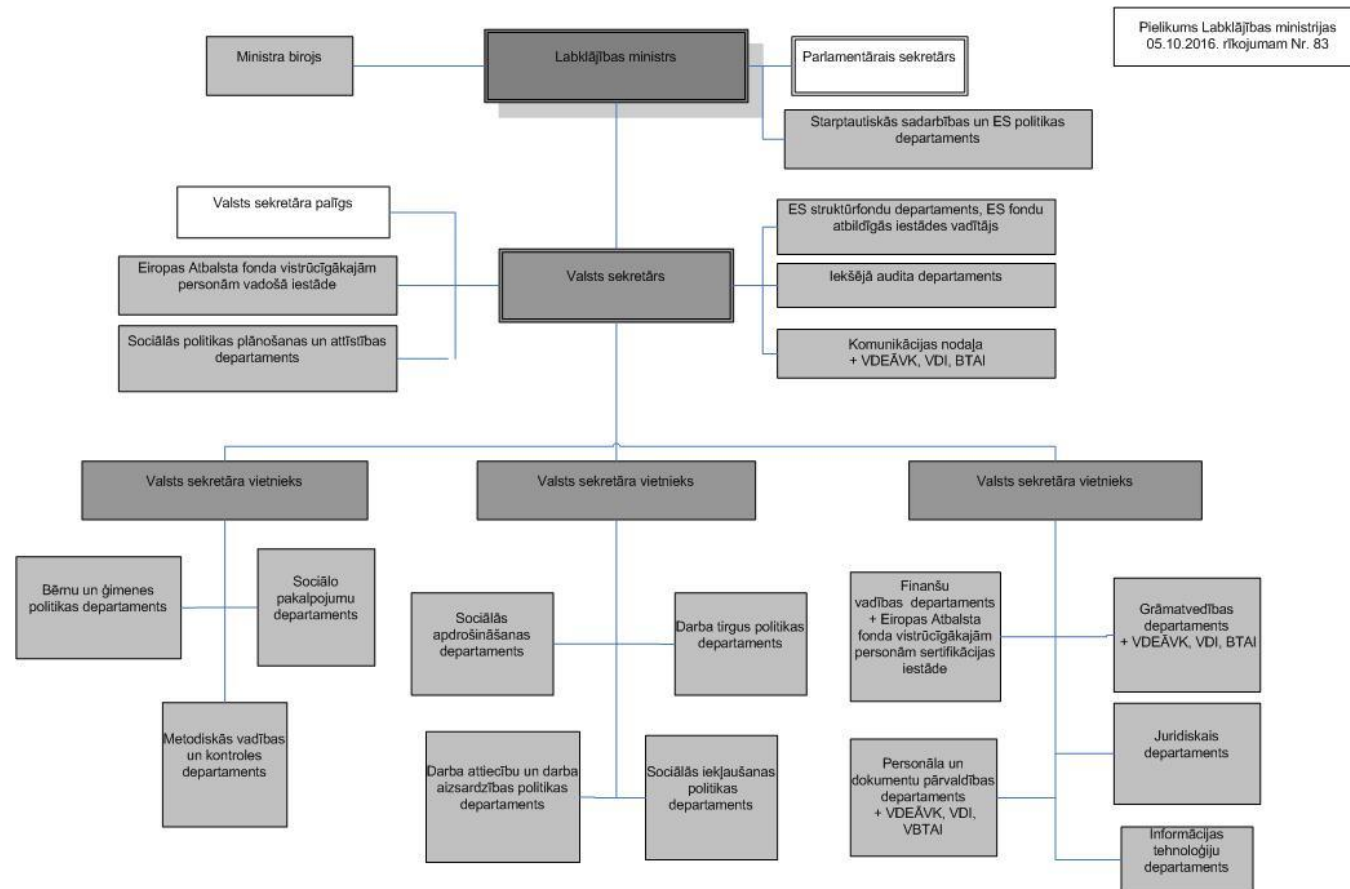 Pielikums Labklājības ministrijas
05.10.2016. rīkojumam Nr. 83
Ministra birojs
Labklājības ministrs
Parlamentārais sekretārs
Starptautiskās sadarbības un ES politikas
departaments
Valsts sekretāra palīgs
ES struktūrfondu departaments, ES fondu
atbildīgās iestādes vadītājs
Eiropas Atbalsta fonda vistrūcīgākajām
personām vadošā iestāde
Valsts sekretārs
Iekšējā audita departaments
Sociālās politikas plānošanas un attīstības
departaments
Komunikācijas nodaļa
+ VDEĀVK, VDI, BTAI
Valsts sekretāra vietnieks
Valsts sekretāra vietnieks
Valsts sekretāra vietnieks
Bērnu un ģimenes
politikas departaments
Sociālo
pakalpojumu
departaments
Metodiskās vadības
un kontroles
departaments
Sociālās
apdrošināšanas
departaments
Darba tirgus politikas
departaments
Darba attiecību un darba
aizsardzības politikas
departaments
Sociālās iekļaušanas
politikas
departaments
Finanšu
vadības departaments
+ Eiropas Atbalsta
fonda vistrūcīgākajām
personām sertifikācijas
iestāde
Grāmatvedības
departaments
+ VDEĀVK, VDI, BTAI
Juridiskais
departaments
Personāla un
dokumentu pārvaldības
departaments
+ VDEĀVK, VDI,
VBTAI
Informācijas
tehnoloģiju
departaments